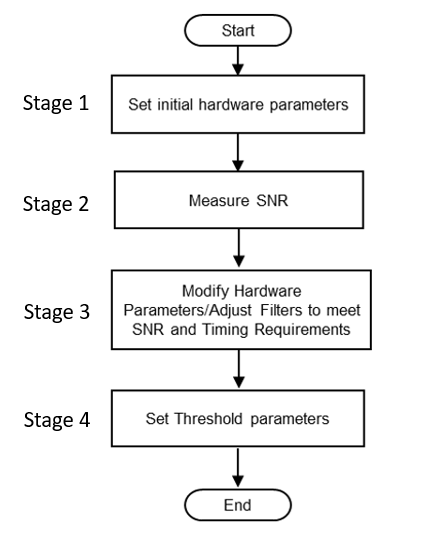 Start
Stage 1
Set initial hardware parameters
Stage 2
Measure SNR
Stage 3
Modify Hardware
Parameters/Adjust Filters to meet
SNR and Timing Requirements
Stage 4
Set Threshold parameters
End